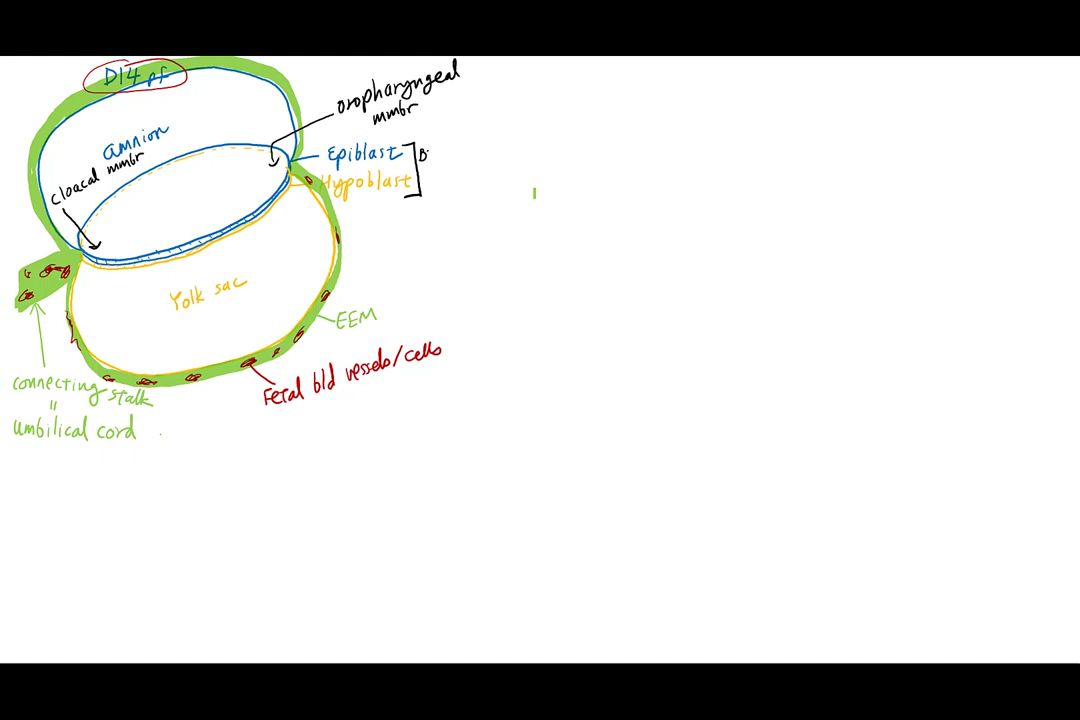 D14 pf
oropharyngeal
mmbr
amnion
cloacal mmbr
Epiblast
B.
Hypoblast
Yolk sac
EEM
Fetal bld vessels/cells
connecting stalk
=
umbilical cord